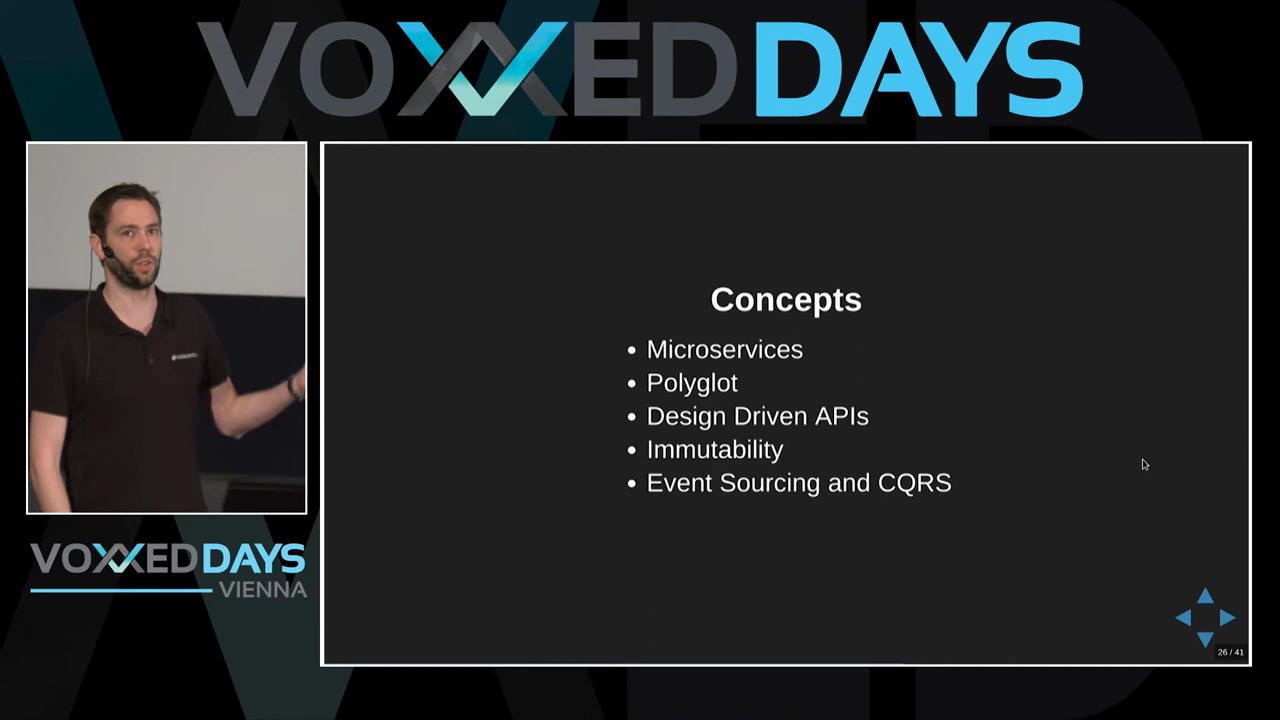 VOXXED DAYS
Concepts
Microservices
Polyglot
Design Driven APIs
Immutability
Event Sourcing and CQRS
VOXXED DAYS
VIENNA
26 / 41